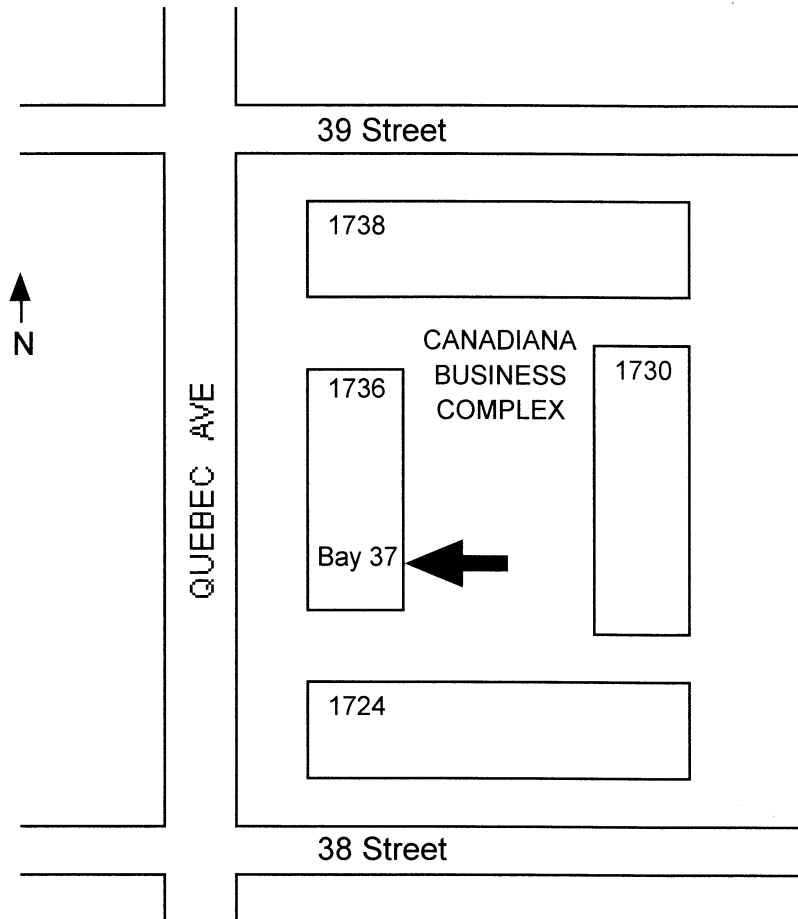 39 Street
1738
N
CANADIANA
BUSINESS
COMPLEX
1736
1730
QUEBEC AVE
Bay 37
1724
38 Street